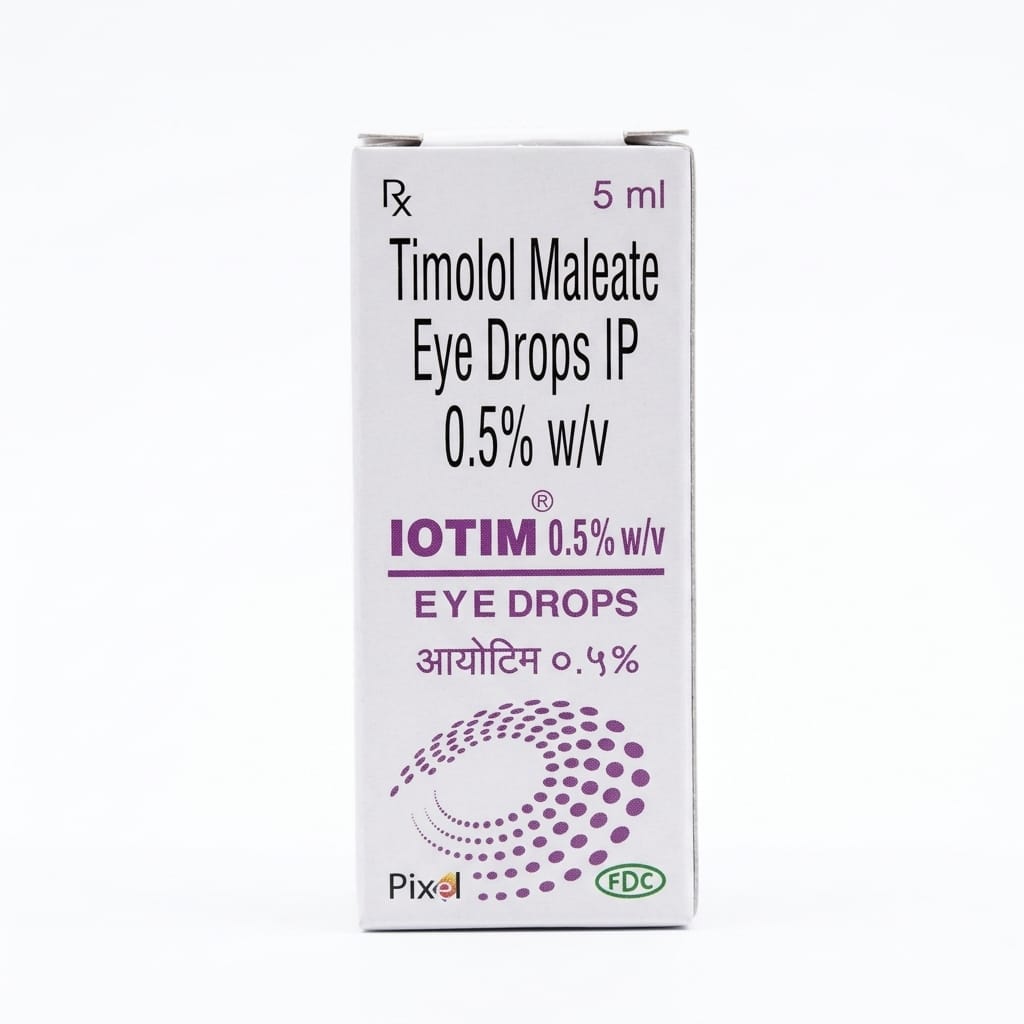 Rx
5 ml
Timolol Maleate
Eye Drops IP
0.5% w/v
®
IOTIM 0.5% w/v
EYE DROPS
आयोटिम ०.५%
Pixel
FDC